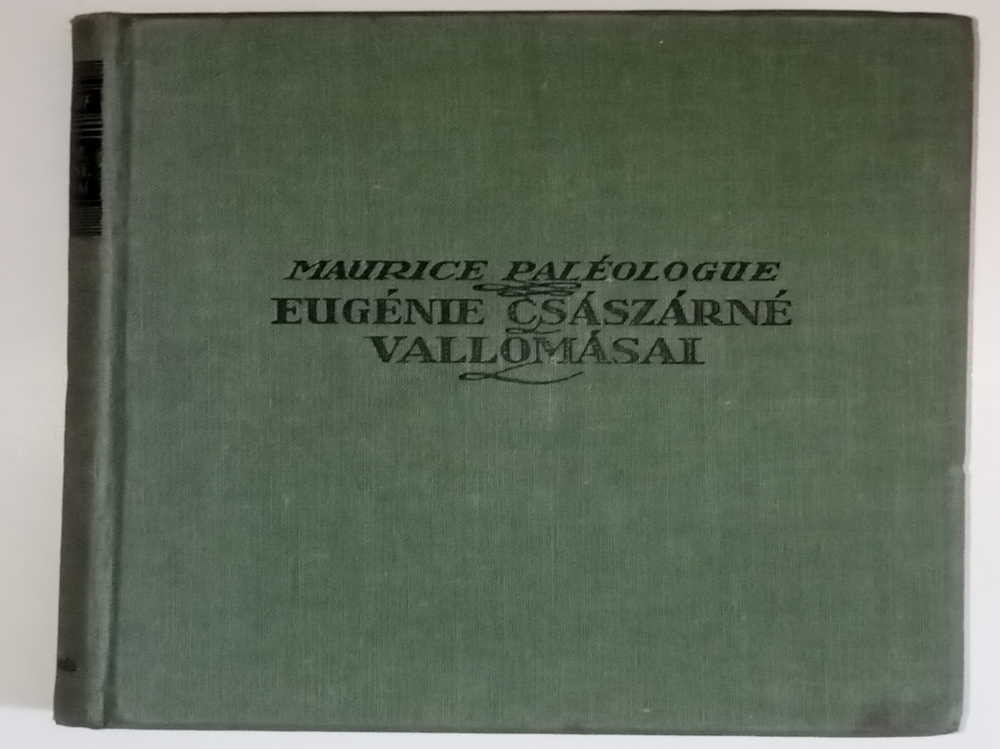 MAURICE PALÉOLOGUE
EUGÉNIE CSÁSZÁRNÉ
VALLOMÁSAI